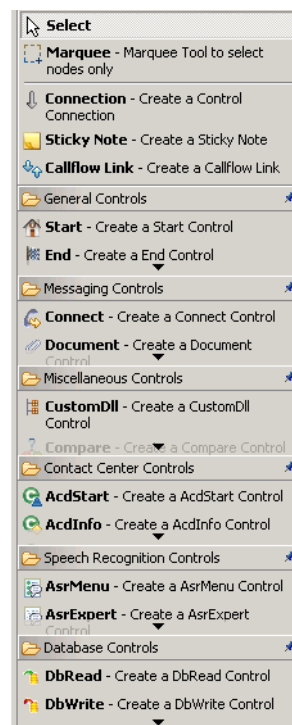 Select
Marquee - Marquee Tool to select
nodes only
Connection - Create a Control
Connection
Sticky Note - Create a Sticky Note
Callflow Link - Create a Callflow Link
General Controls
Start - Create a Start Control
End - Create a End Control
Messaging Controls
Connect - Create a Connect Control
Document - Create a Document
Control
Miscellaneous Controls
CustomDll - Create a CustomDll
Control
Compare - Create a Compare Control
Contact Center Controls
AcdStart - Create a AcdStart Control
AcdInfo - Create a AcdInfo Control
Speech Recognition Controls
AsrMenu - Create a AsrMenu Control
AsrExpert - Create a AsrExpert
Control
Database Controls
DbRead - Create a DbRead Control
DbWrite - Create a DbWrite Control